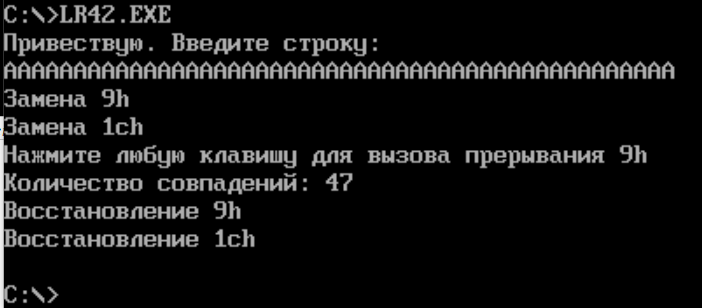 C:\>LR42.EXE
Привествую. Введите строку:
AAAAAAAAAAAAAAAAAAAAAAAAAAAAAAAAAAAAAAAAAAAAAAAA
Замена 9h
Замена 1ch
Нажмите любую клавишу для вызова прерывания 9h
Количество совпадений: 47
Восстановление 9h
Восстановление 1ch
C:\>